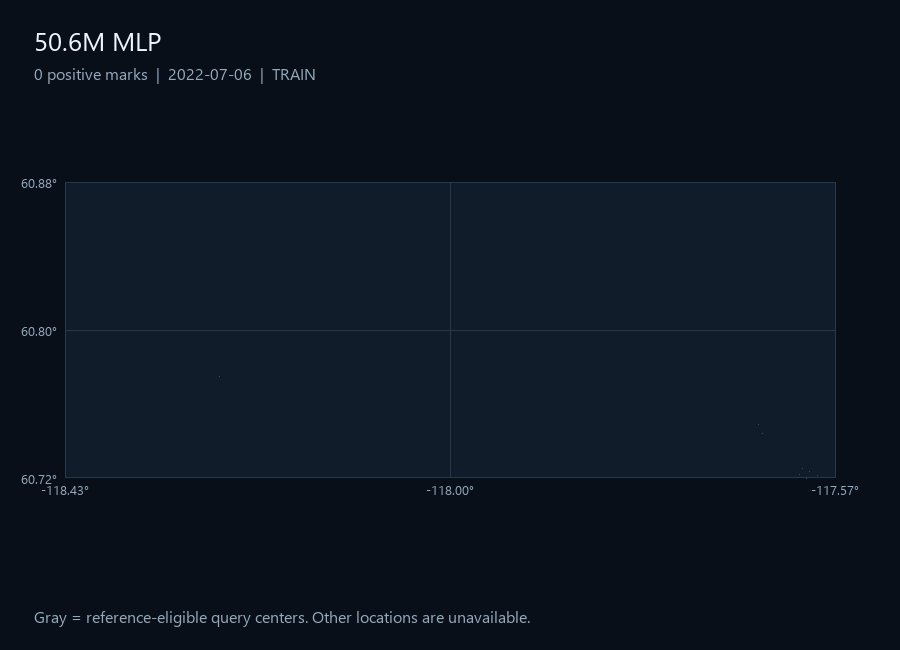 50.6M MLP
0 positive marks | 2022-07-06 | TRAIN
60.88°
60.80°
60.72°
-118.43° -118.00° -117.57°
Gray = reference-eligible query centers. Other locations are unavailable.